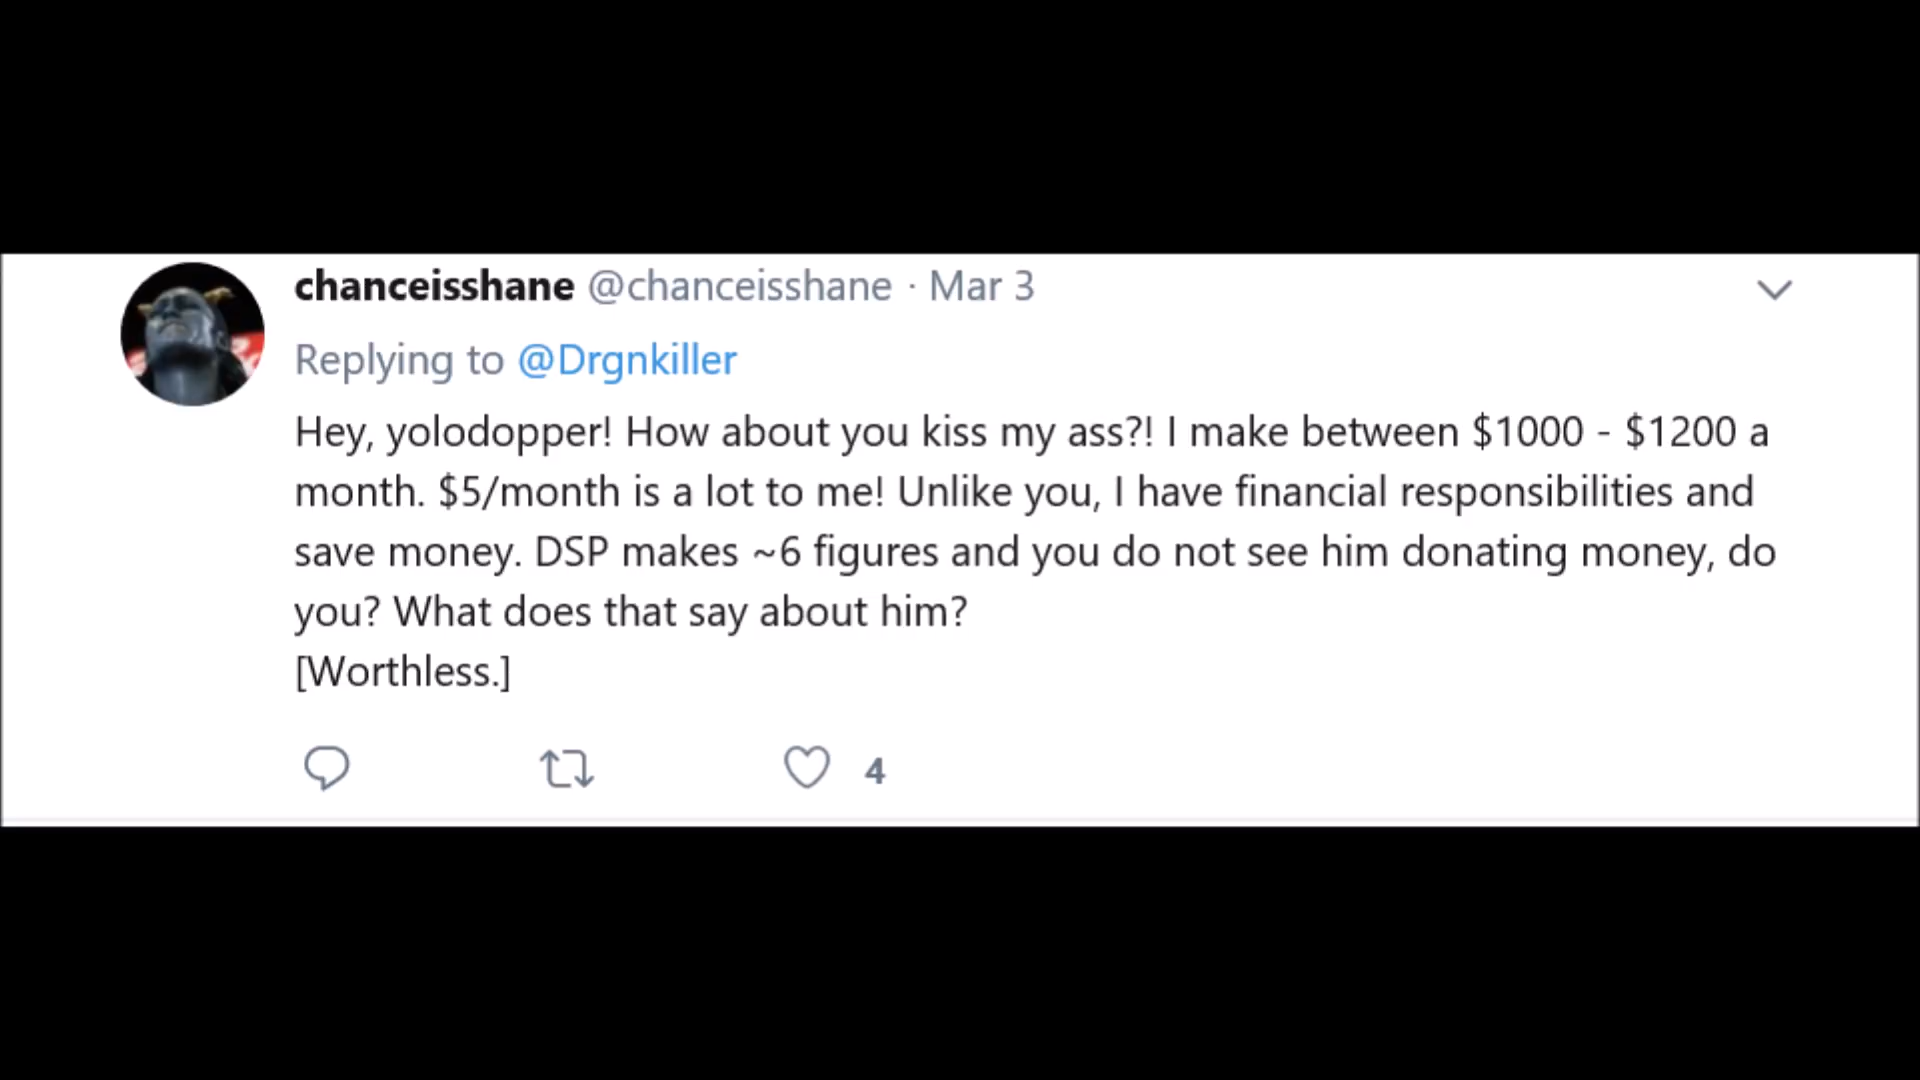 chanceisshane @chanceisshane · Mar 3
Replying to @Drgnkiller
Hey, yolodopper! How about you kiss my ass?! I make between $1000 - $1200 a
month. $5/month is a lot to me! Unlike you, I have financial responsibilities and
save money. DSP makes ~6 figures and you do not see him donating money, do
you? What does that say about him?
[Worthless.]
4